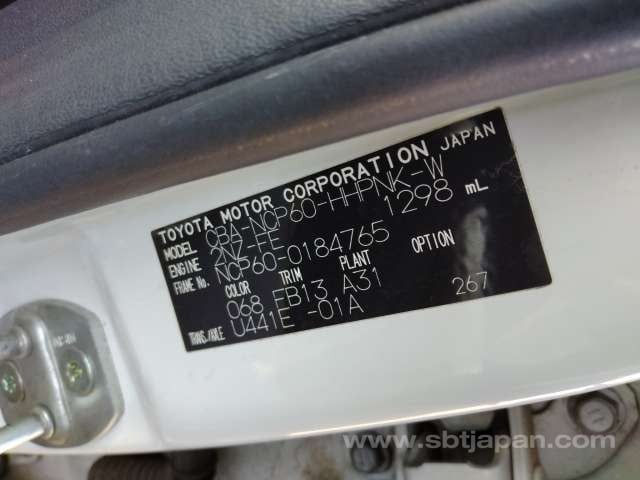 TOYOTA MOTOR CORPORATION JAPAN
MODEL CBA-NCP60-HHPNK-W
ENGINE 2NZ-FE 1298 mL
FRAME No. NCP60-0184765
COLOR TRIM PLANT OPTION
068 FB13 A31 267
TRANS./AXLE U441E -01A
www.sbtjapan.com